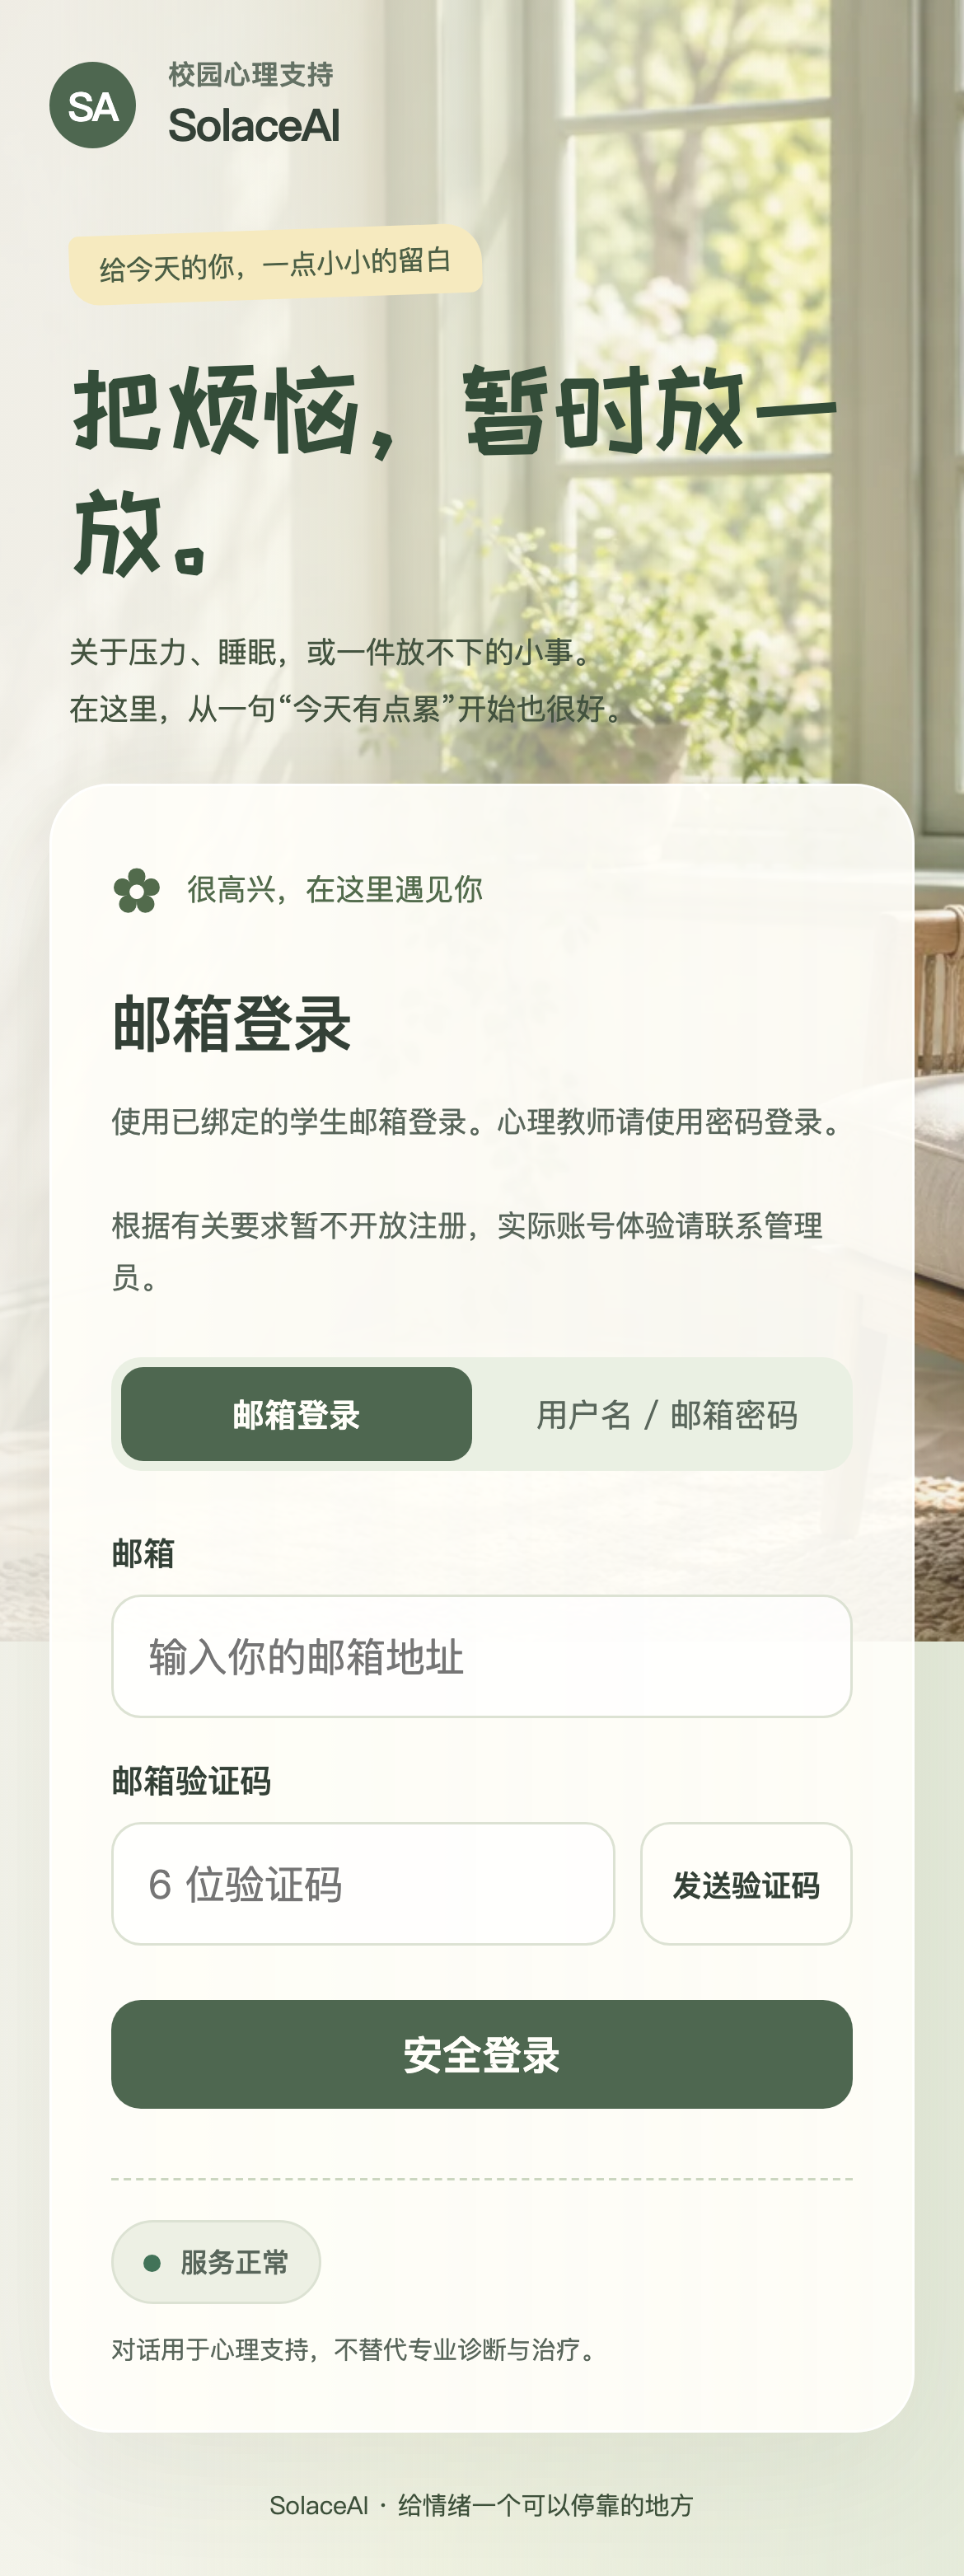 SA
校园心理支持
SolaceAI
给今天的你，一点小小的留白
把烦恼，暂时放一
放。
关于压力、睡眠，或一件放不下的小事。
在这里，从一句“今天有点累”开始也很好。
很高兴，在这里遇见你
邮箱登录
使用已绑定的学生邮箱登录。心理教师请使用密码登录。
根据有关要求暂不开放注册，实际账号体验请联系管理
员。
邮箱登录
用户名 / 邮箱密码
邮箱
输入你的邮箱地址
邮箱验证码
6 位验证码
发送验证码
安全登录
服务正常
对话用于心理支持，不替代专业诊断与治疗。
SolaceAI · 给情绪一个可以停靠的地方